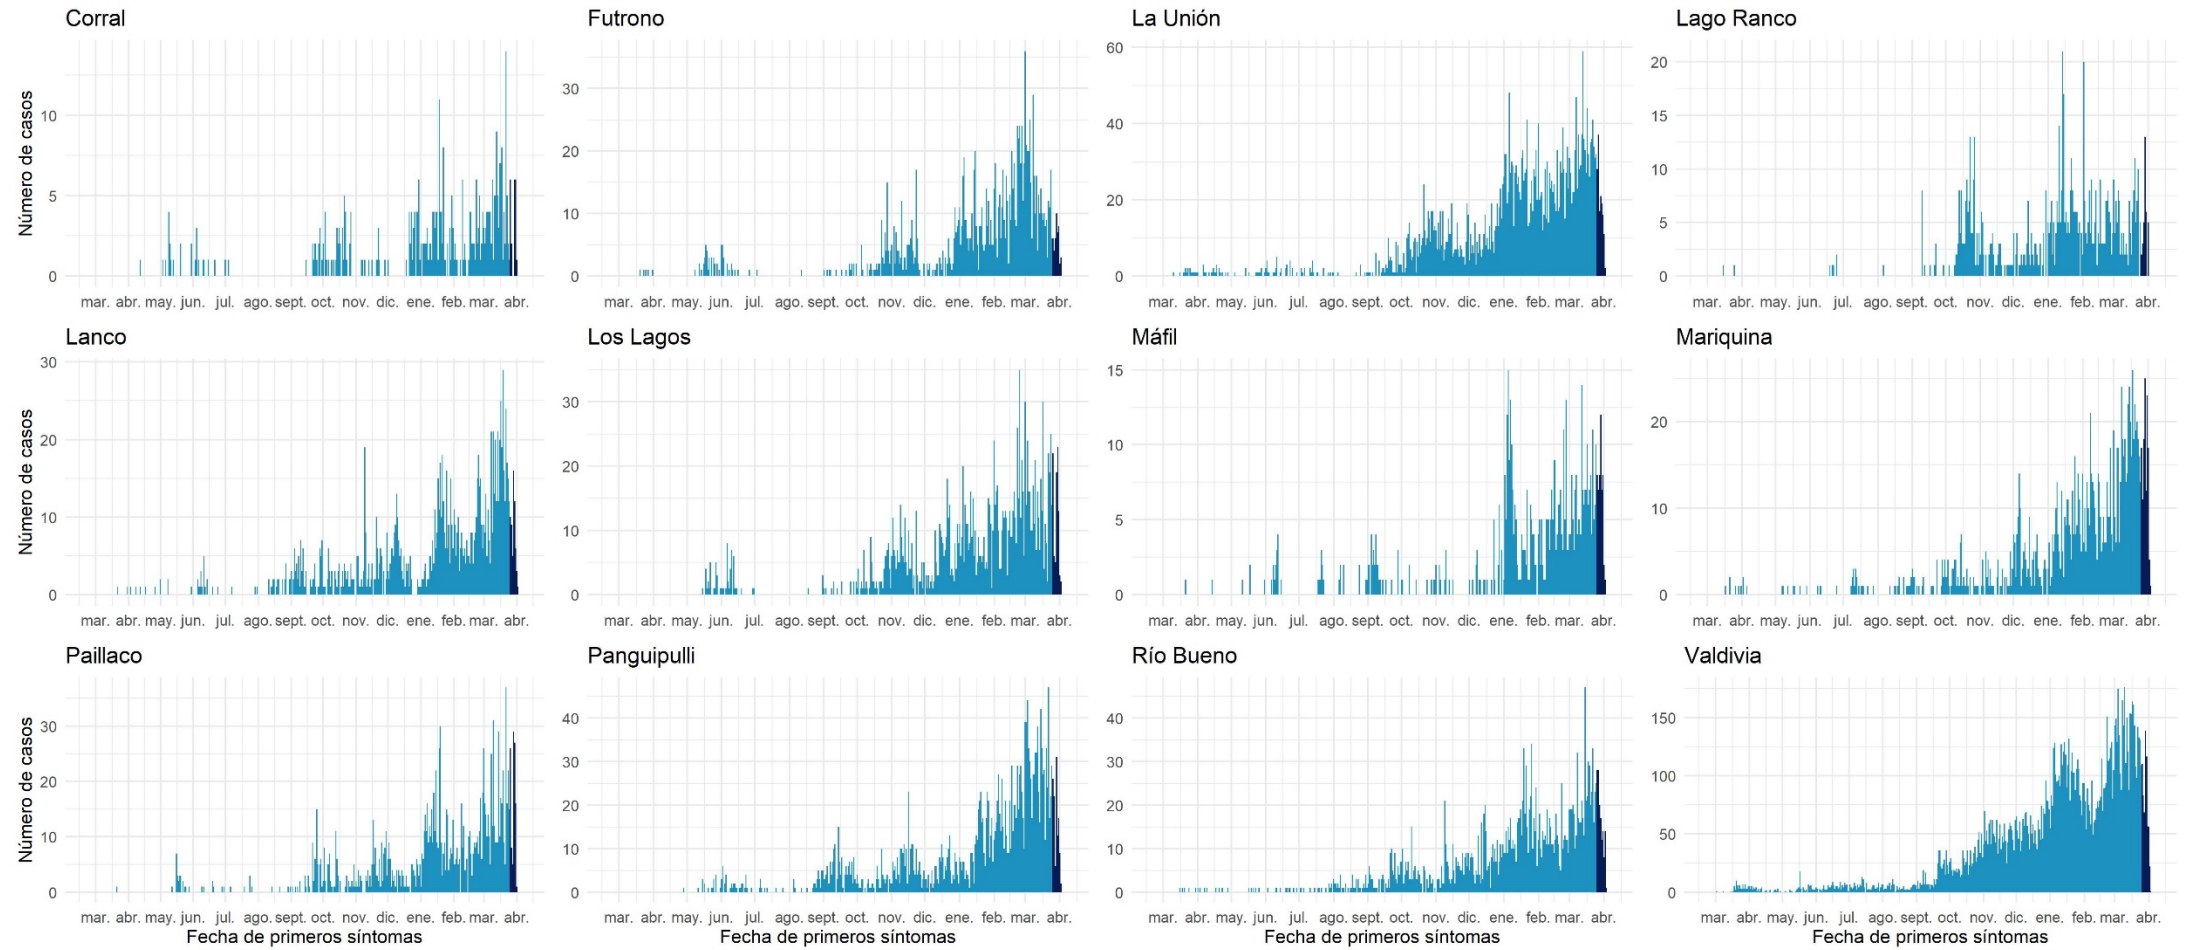 Corral
Futrono
La Unión
Lago Ranco
Número de casos
10
5
0
mar. abr. may. jun. jul. ago. sept. oct. nov. dic. ene. feb. mar. abr.
30
20
10
0
mar. abr. may. jun. jul. ago. sept. oct. nov. dic. ene. feb. mar. abr.
60
40
20
0
mar. abr. may. jun. jul. ago. sept. oct. nov. dic. ene. feb. mar. abr.
20
15
10
5
0
mar. abr. may. jun. jul. ago. sept. oct. nov. dic. ene. feb. mar. abr.
Lanco
Los Lagos
Máfil
Mariquina
Número de casos
30
20
10
0
mar. abr. may. jun. jul. ago. sept. oct. nov. dic. ene. feb. mar. abr.
30
20
10
0
mar. abr. may. jun. jul. ago. sept. oct. nov. dic. ene. feb. mar. abr.
15
10
5
0
mar. abr. may. jun. jul. ago. sept. oct. nov. dic. ene. feb. mar. abr.
20
10
0
mar. abr. may. jun. jul. ago. sept. oct. nov. dic. ene. feb. mar. abr.
Paillaco
Panguipulli
Río Bueno
Valdivia
Número de casos
30
20
10
0
mar. abr. may. jun. jul. ago. sept. oct. nov. dic. ene. feb. mar. abr.
Fecha de primeros síntomas
40
30
20
10
0
mar. abr. may. jun. jul. ago. sept. oct. nov. dic. ene. feb. mar. abr.
Fecha de primeros síntomas
40
30
20
10
0
mar. abr. may. jun. jul. ago. sept. oct. nov. dic. ene. feb. mar. abr.
Fecha de primeros síntomas
150
100
50
0
mar. abr. may. jun. jul. ago. sept. oct. nov. dic. ene. feb. mar. abr.
Fecha de primeros síntomas